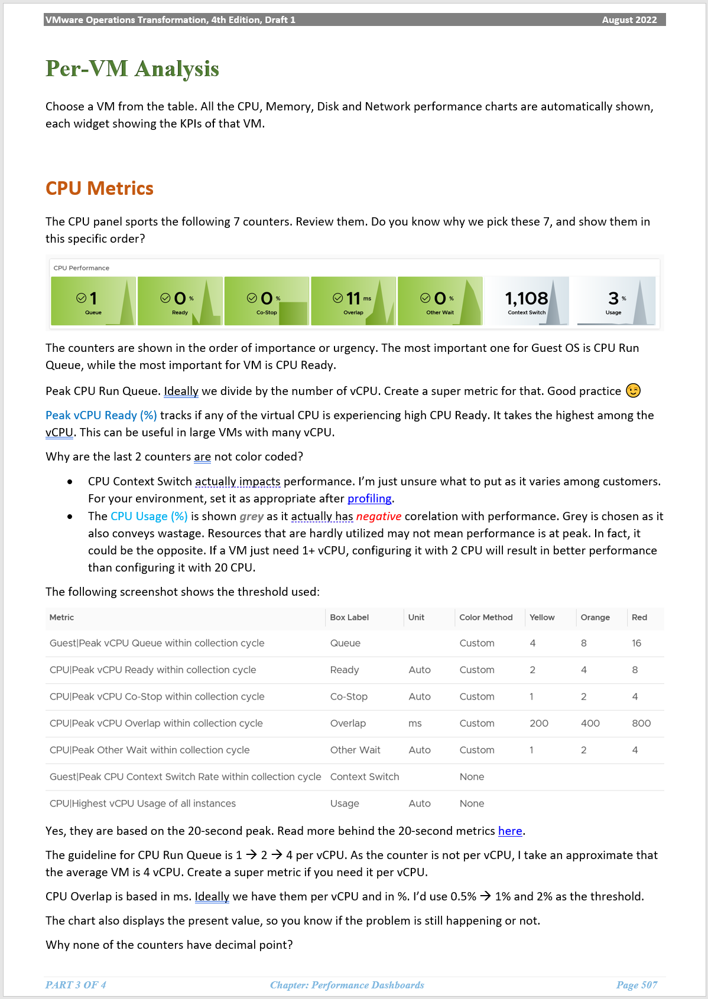 VMware Operations Transformation, 4th Edition, Draft 1 August 2022
Per-VM Analysis
Choose a VM from the table. All the CPU, Memory, Disk and Network performance charts are automatically shown,
each widget showing the KPIs of that VM.
CPU Metrics
The CPU panel sports the following 7 counters. Review them. Do you know why we pick these 7, and show them in
this specific order?
CPU Performance
1 0 % 0 % 11 ms 0 % 1,108 3 %
Queue Ready Co-Stop Overlap Other Wait Context Switch Usage
The counters are shown in the order of importance or urgency. The most important one for Guest OS is CPU Run
Queue, while the most important for VM is CPU Ready.
Peak CPU Run Queue. Ideally we divide by the number of vCPU. Create a super metric for that. Good practice 😉
Peak vCPU Ready (%) tracks if any of the virtual CPU is experiencing high CPU Ready. It takes the highest among the
vCPU. This can be useful in large VMs with many vCPU.
Why are the last 2 counters are not color coded?
• CPU Context Switch actually impacts performance. I’m just unsure what to put as it varies among customers.
For your environment, set it as appropriate after profiling.
• The CPU Usage (%) is shown grey as it actually has negative corelation with performance. Grey is chosen as it
also conveys wastage. Resources that are hardly utilized may not mean performance is at peak. In fact, it
could be the opposite. If a VM just need 1+ vCPU, configuring it with 2 CPU will result in better performance
than configuring it with 20 CPU.
The following screenshot shows the threshold used:
Metric Box Label Unit Color Method Yellow Orange Red
Guest|Peak vCPU Queue within collection cycle Queue Custom 4 8 16
CPU|Peak vCPU Ready within collection cycle Ready Auto Custom 2 4 8
CPU|Peak vCPU Co-Stop within collection cycle Co-Stop Auto Custom 1 2 4
CPU|Peak vCPU Overlap within collection cycle Overlap ms Custom 200 400 800
CPU|Peak Other Wait within collection cycle Other Wait Auto Custom 1 2 4
Guest|Peak CPU Context Switch Rate within collection cycle Context Switch None
CPU|Highest vCPU Usage of all instances Usage Auto None
Yes, they are based on the 20-second peak. Read more behind the 20-second metrics here.
The guideline for CPU Run Queue is 1 → 2 → 4 per vCPU. As the counter is not per vCPU, I take an approximate that
the average VM is 4 vCPU. Create a super metric if you need it per vCPU.
CPU Overlap is based in ms. Ideally we have them per vCPU and in %. I’d use 0.5% → 1% and 2% as the threshold.
The chart also displays the present value, so you know if the problem is still happening or not.
Why none of the counters have decimal point?
PART 3 OF 4 Chapter: Performance Dashboards Page 507